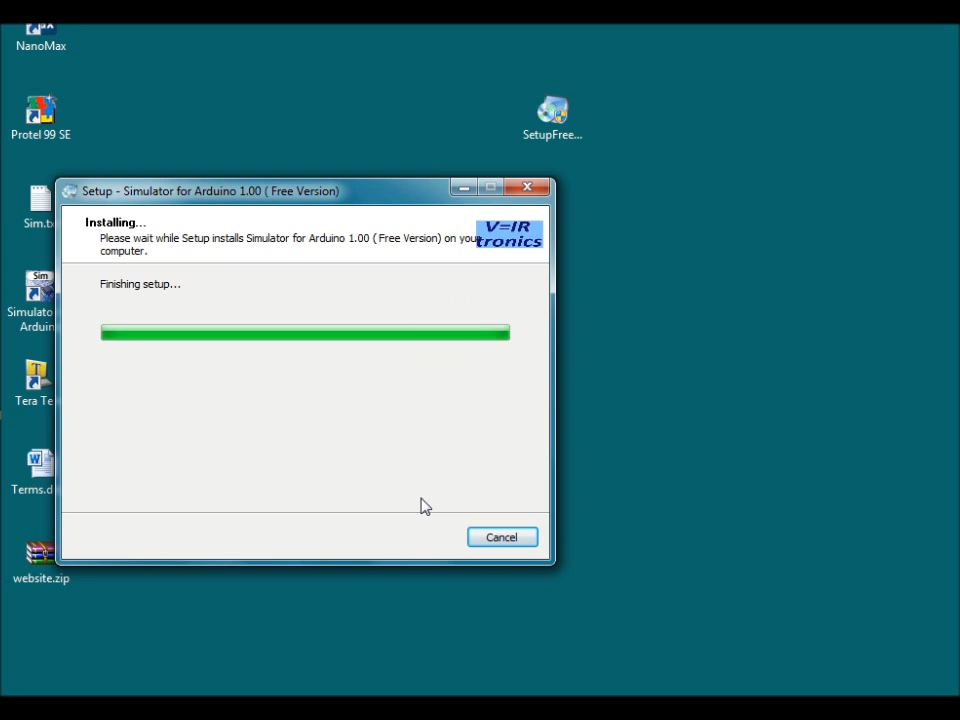 NanoMax
Protel 99 SE
SetupFree...
Setup - Simulator for Arduino 1.00 ( Free Version)
Installing...
Please wait while Setup installs Simulator for Arduino 1.00 ( Free Version) on your
computer.
V=IR
tronics
Finishing setup...
Sim.tx
Sim
Simulato
Arduin
T
Tera Te
W
Terms.d
website.zip
Cancel